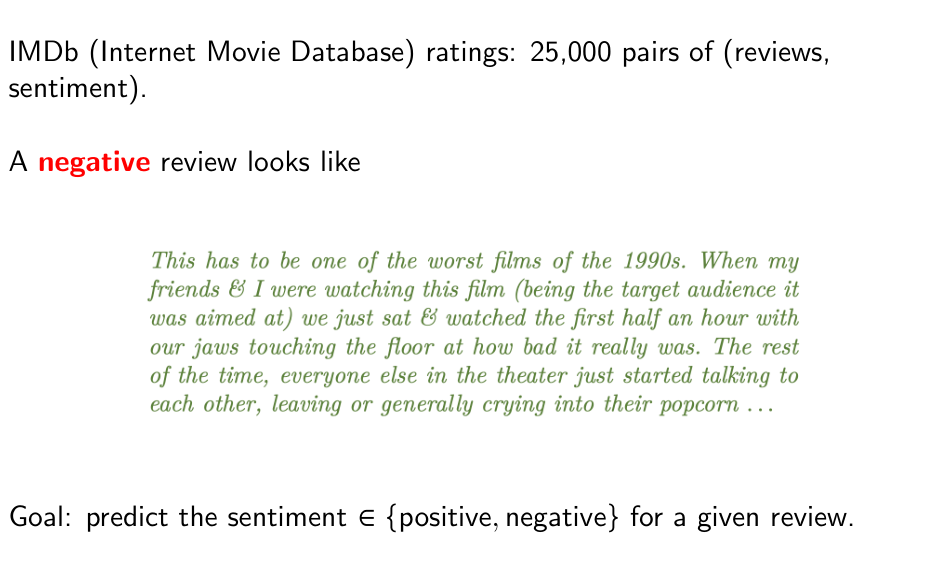 IMDb (Internet Movie Database) ratings: 25,000 pairs of (reviews,
sentiment).
A negative review looks like
This has to be one of the worst films of the 1990s. When my
friends & I were watching this film (being the target audience it
was aimed at) we just sat & watched the first half an hour with
our jaws touching the floor at how bad it really was. The rest
of the time, everyone else in the theater just started talking to
each other, leaving or generally crying into their popcorn ...
Goal: predict the sentiment ∈ {positive, negative} for a given review.